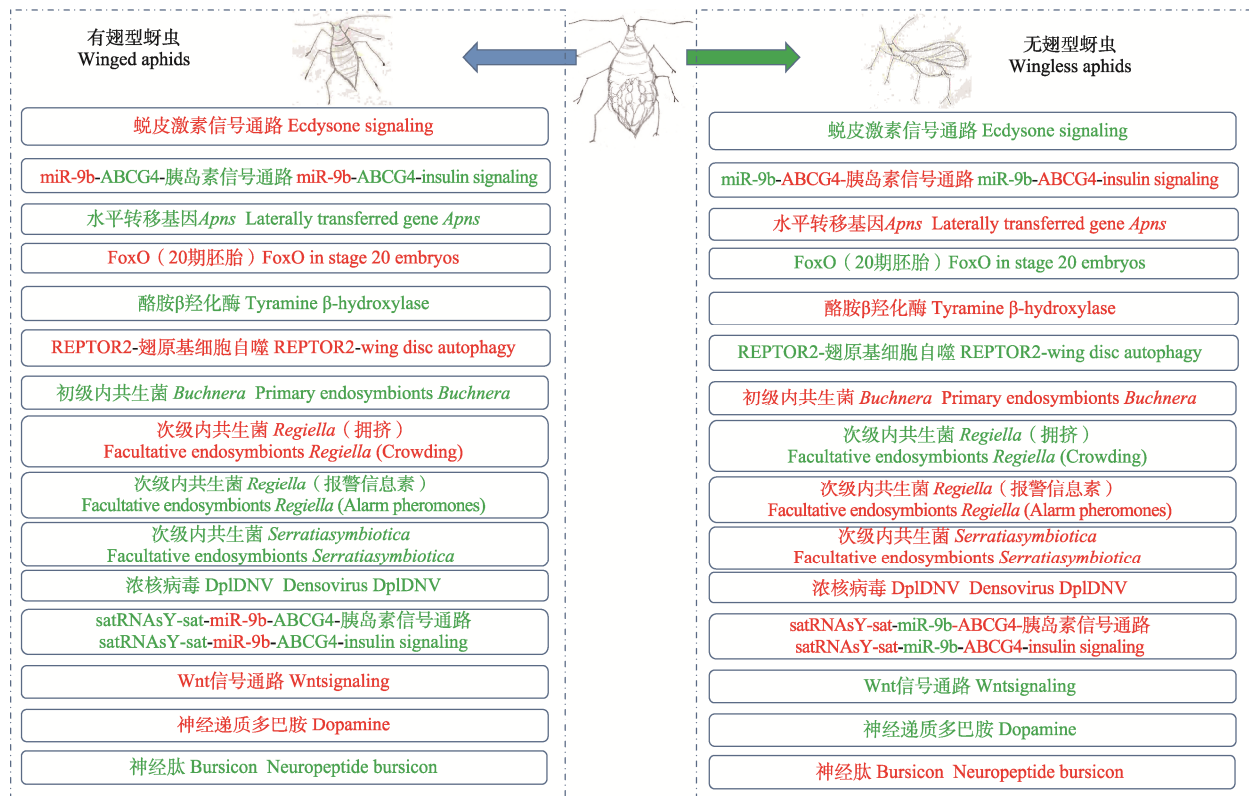 有翅型蚜虫
Winged aphids
蜕皮激素信号通路 Ecdysone signaling
miR-9b-ABCG4-胰岛素信号通路 miR-9b-ABCG4-insulin signaling
水平转移基因Apns Laterally transferred gene Apns
FoxO（20期胚胎）FoxO in stage 20 embryos
酪胺β羟化酶 Tyramine β-hydroxylase
REPTOR2-翅原基细胞自噬 REPTOR2-wing disc autophagy
初级内共生菌 Buchnera Primary endosymbionts Buchnera
次级内共生菌 Regiella（拥挤）
Facultative endosymbionts Regiella (Crowding)
次级内共生菌 Regiella（报警信息素）
Facultative endosymbionts Regiella (Alarm pheromones)
次级内共生菌 Serratiasymbiotica
Facultative endosymbionts Serratiasymbiotica
浓核病毒 DplDNV Densovirus DplDNV
satRNAsY-sat-miR-9b-ABCG4-胰岛素信号通路
satRNAsY-sat-miR-9b-ABCG4-insulin signaling
Wnt信号通路 Wntsignaling
神经递质多巴胺 Dopamine
神经肽 Bursicon Neuropeptide bursicon
无翅型蚜虫
Wingless aphids
蜕皮激素信号通路 Ecdysone signaling
miR-9b-ABCG4-胰岛素信号通路 miR-9b-ABCG4-insulin signaling
水平转移基因Apns Laterally transferred gene Apns
FoxO（20期胚胎）FoxO in stage 20 embryos
酪胺β羟化酶 Tyramine β-hydroxylase
REPTOR2-翅原基细胞自噬 REPTOR2-wing disc autophagy
初级内共生菌 Buchnera Primary endosymbionts Buchnera
次级内共生菌 Regiella（拥挤）
Facultative endosymbionts Regiella (Crowding)
次级内共生菌 Regiella（报警信息素）
Facultative endosymbionts Regiella (Alarm pheromones)
次级内共生菌 Serratiasymbiotica
Facultative endosymbionts Serratiasymbiotica
浓核病毒 DplDNV Densovirus DplDNV
satRNAsY-sat-miR-9b-ABCG4-胰岛素信号通路
satRNAsY-sat-miR-9b-ABCG4-insulin signaling
Wnt信号通路 Wntsignaling
神经递质多巴胺 Dopamine
神经肽 Bursicon Neuropeptide bursicon